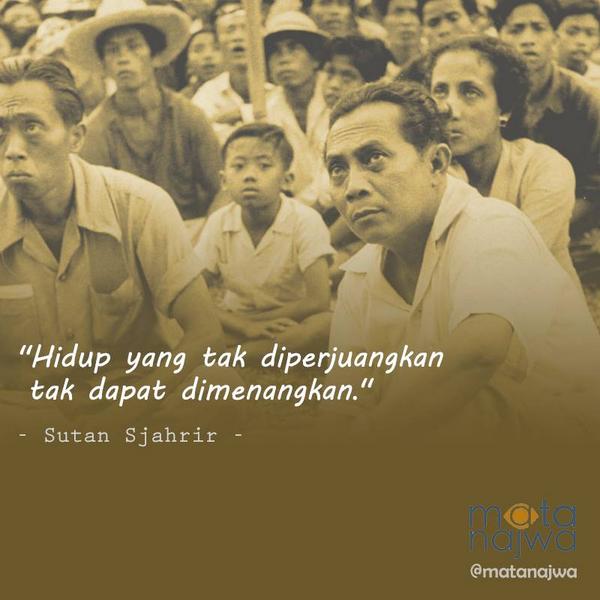 "Hidup yang tak diperjuangkan
tak dapat dimenangkan."
- Sutan Sjahrir -
mata
najwa
@matanajwa